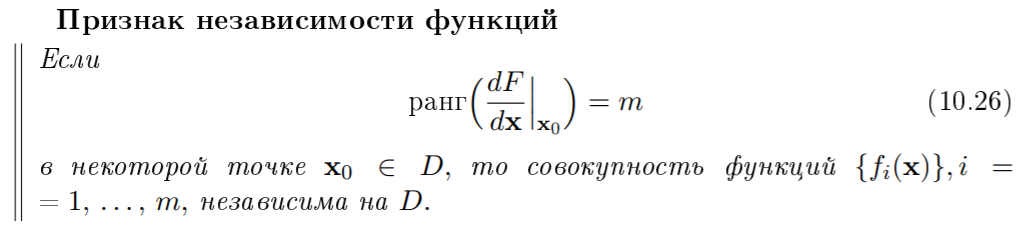 Признак независимости функций
Если
ранг(dF/d𝐱|_{𝐱₀}) = m (10.26)
в некоторой точке 𝐱₀ ∈ D, то совокупность функций {fᵢ(𝐱)}, i =
= 1, …, m, независима на D.